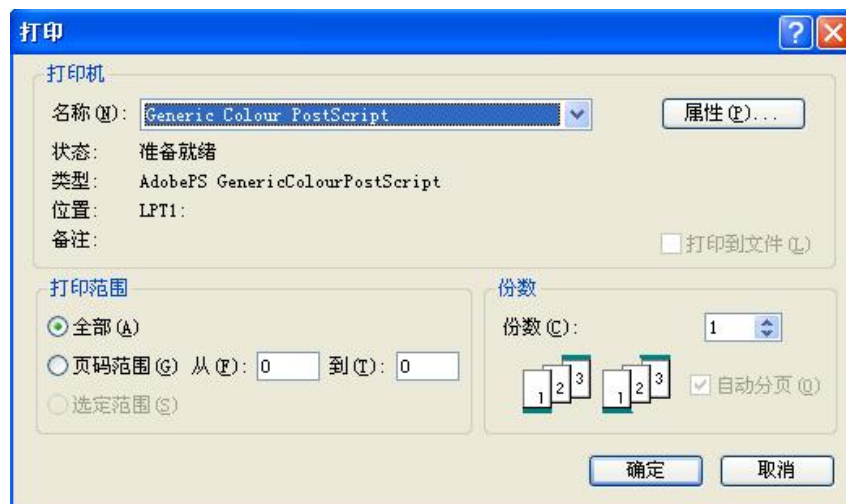 打印
打印机
名称(N): Generic Colour PostScript 属性(P)...
状态: 准备就绪
类型: AdobePS GenericColourPostScript
位置: LPT1:
备注:
打印到文件(L)
打印范围
全部(A)
页码范围(G) 从(F): 0 到(T): 0
选定范围(S)
份数
份数(C): 1
1 2 3 1 2 3
自动分页(O)
确定 取消